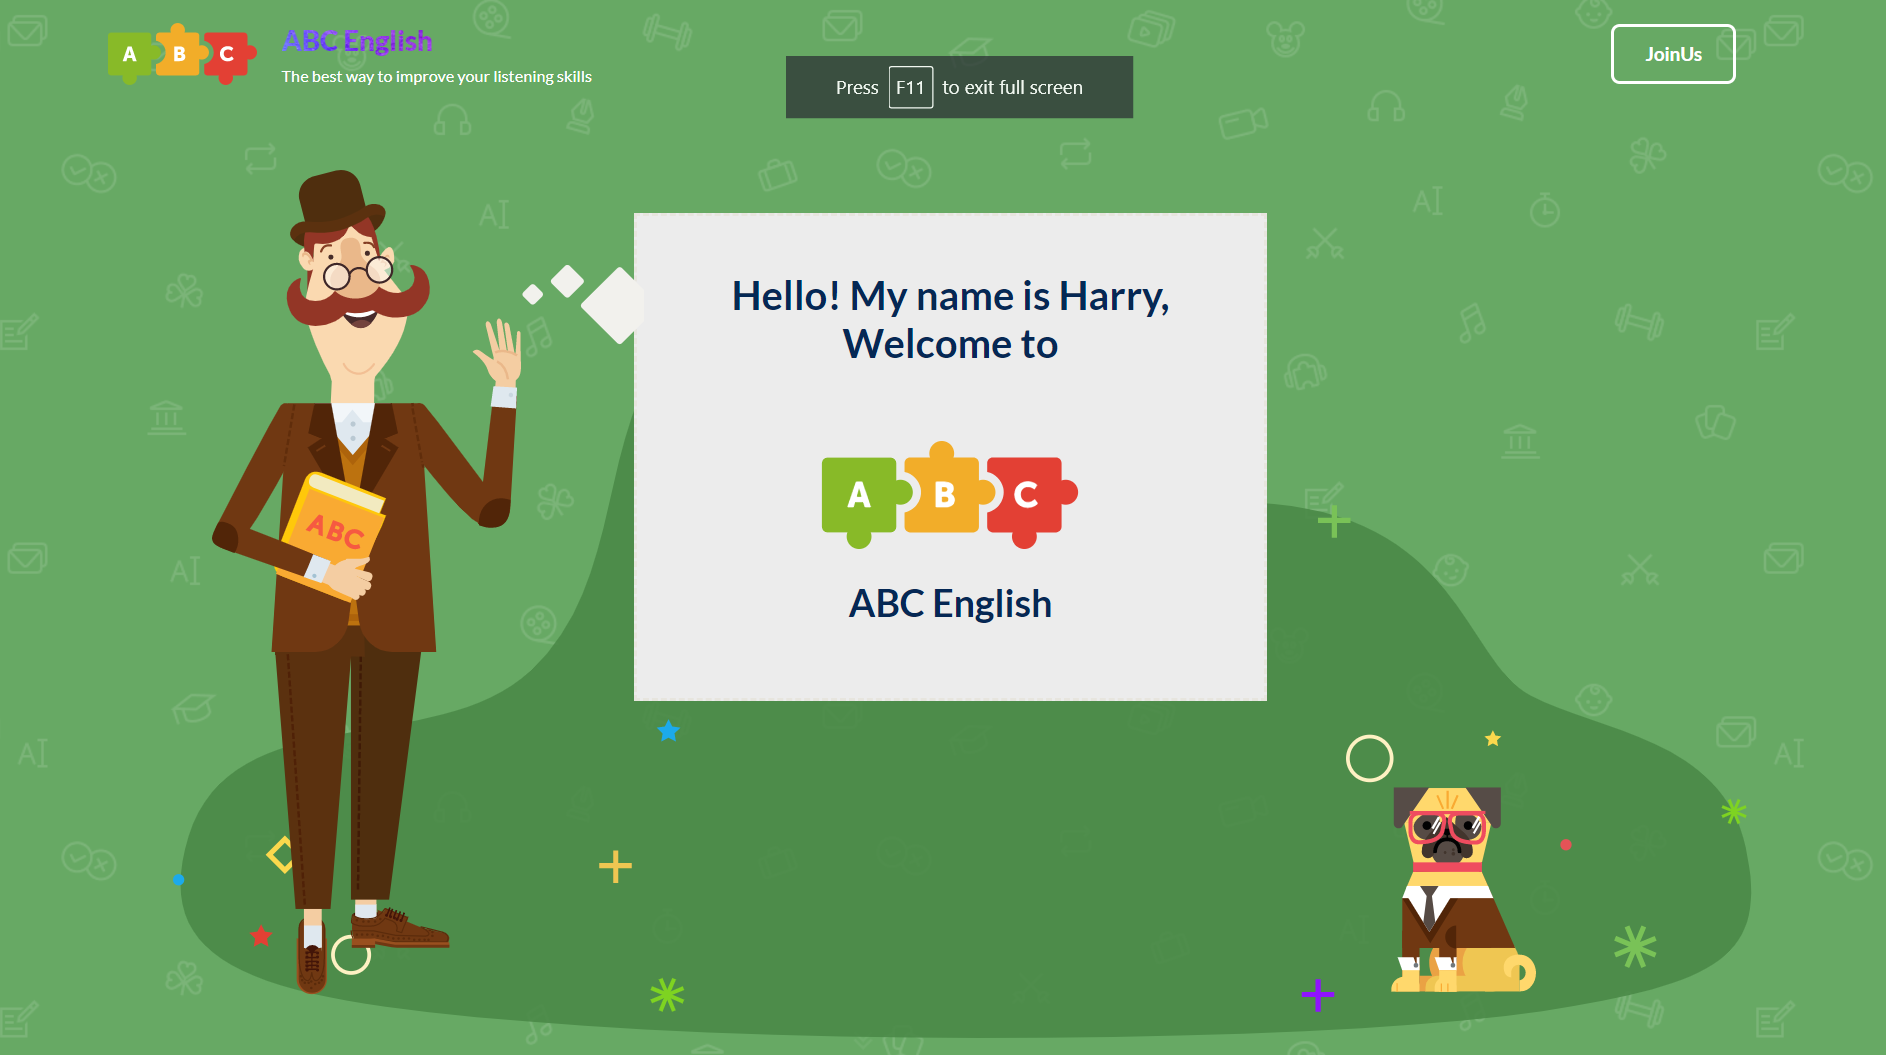 A B C
ABC English
The best way to improve your listening skills
Press F11 to exit full screen
JoinUs
Hello! My name is Harry,
Welcome to
A B C
ABC English
ABC